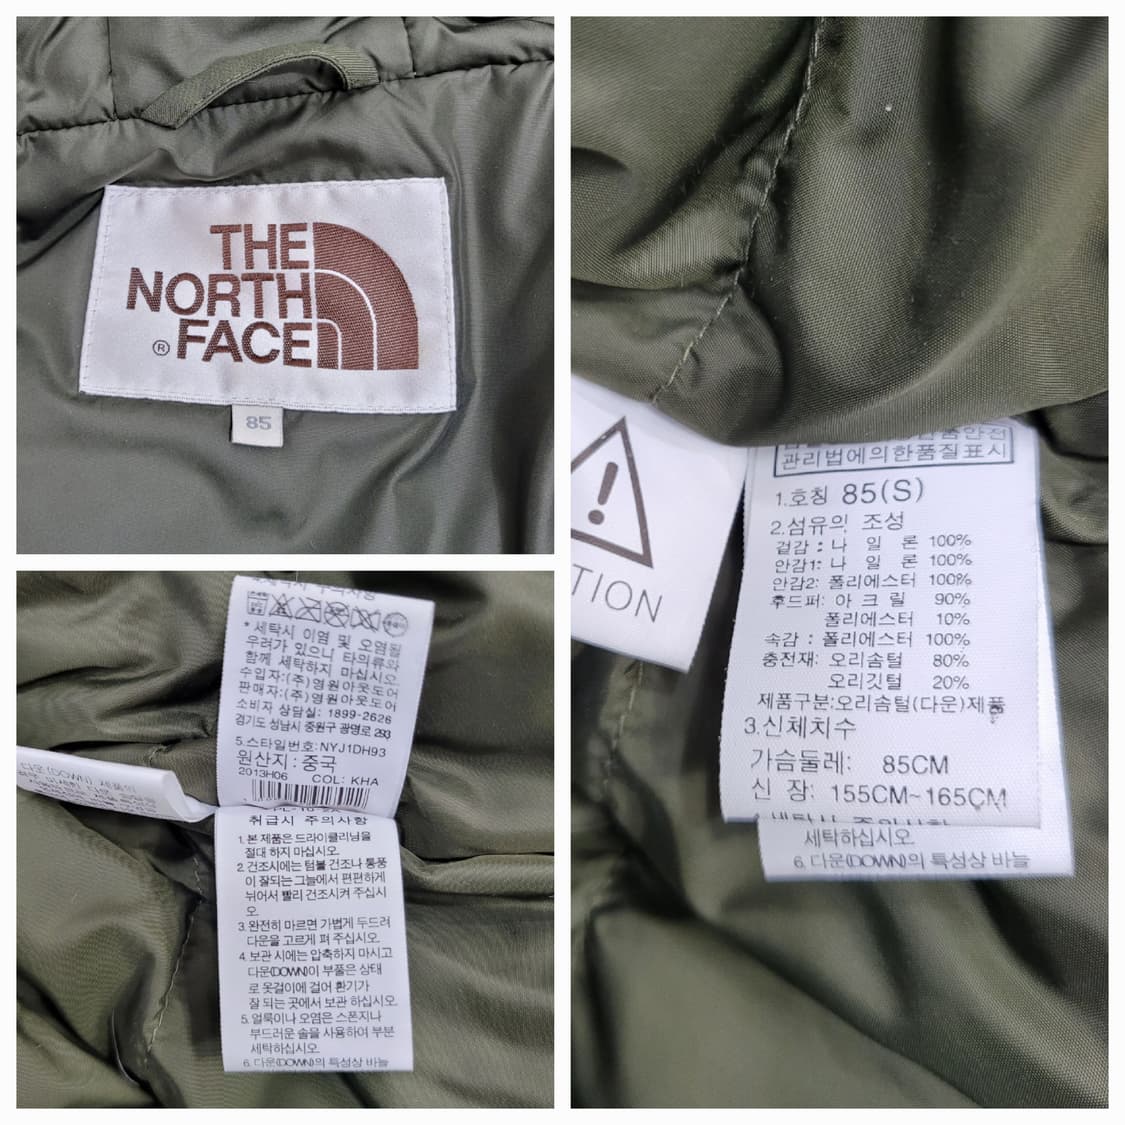 THE
NORTH
FACE
®
85
관리법에의한품질표시
1.호칭 85(S)
2.섬유의 조성
겉감 : 나 일 론 100%
안감1: 나 일 론 100%
안감2: 폴리에스터 100%
후드퍼: 아 크 릴 90%
폴리에스터 10%
속감 : 폴리에스터 100%
충전재: 오리솜털 80%
오리깃털 20%
제품구분:오리솜털(다운)제품
3.신체치수
가슴둘레: 85CM
신 장: 155CM~165CM
세탁하십시오.
6. 다운(DOWN)의 특성상 바늘
TION
* 세탁시 이염 및 오염될
우려가 있으니 타의류와
함께 세탁하지 마십시오.
수입자:(주)영원아웃도어
판매자:(주)영원아웃도어
소비자 상담실: 1899-2626
경기도 성남시 중원구 광명로 293
5.스타일번호:NYJ1DH93
원산지: 중국
2013H06 COL: KHA
다운(DOWN) 제품의
취급시 주의사항
1. 본 제품은 드라이클리닝을
절대 하지 마십시오.
2. 건조시에는 텀블 건조나 통풍
이 잘되는 그늘에서 편편하게
뉘어서 빨리 건조시켜 주십시
오.
3. 완전히 마르면 가볍게 두드려
다운을 고르게 펴 주십시오.
4. 보관 시에는 압축하지 마시고
다운(DOWN)이 부풀은 상태
로 옷걸이에 걸어 환기가
잘 되는 곳에서 보관 하십시오.
5. 얼룩이나 오염은 스폰지나
부드러운 솔을 사용하여 부분
세탁하십시오.
6. 다운(DOWN)의 특성상 바늘